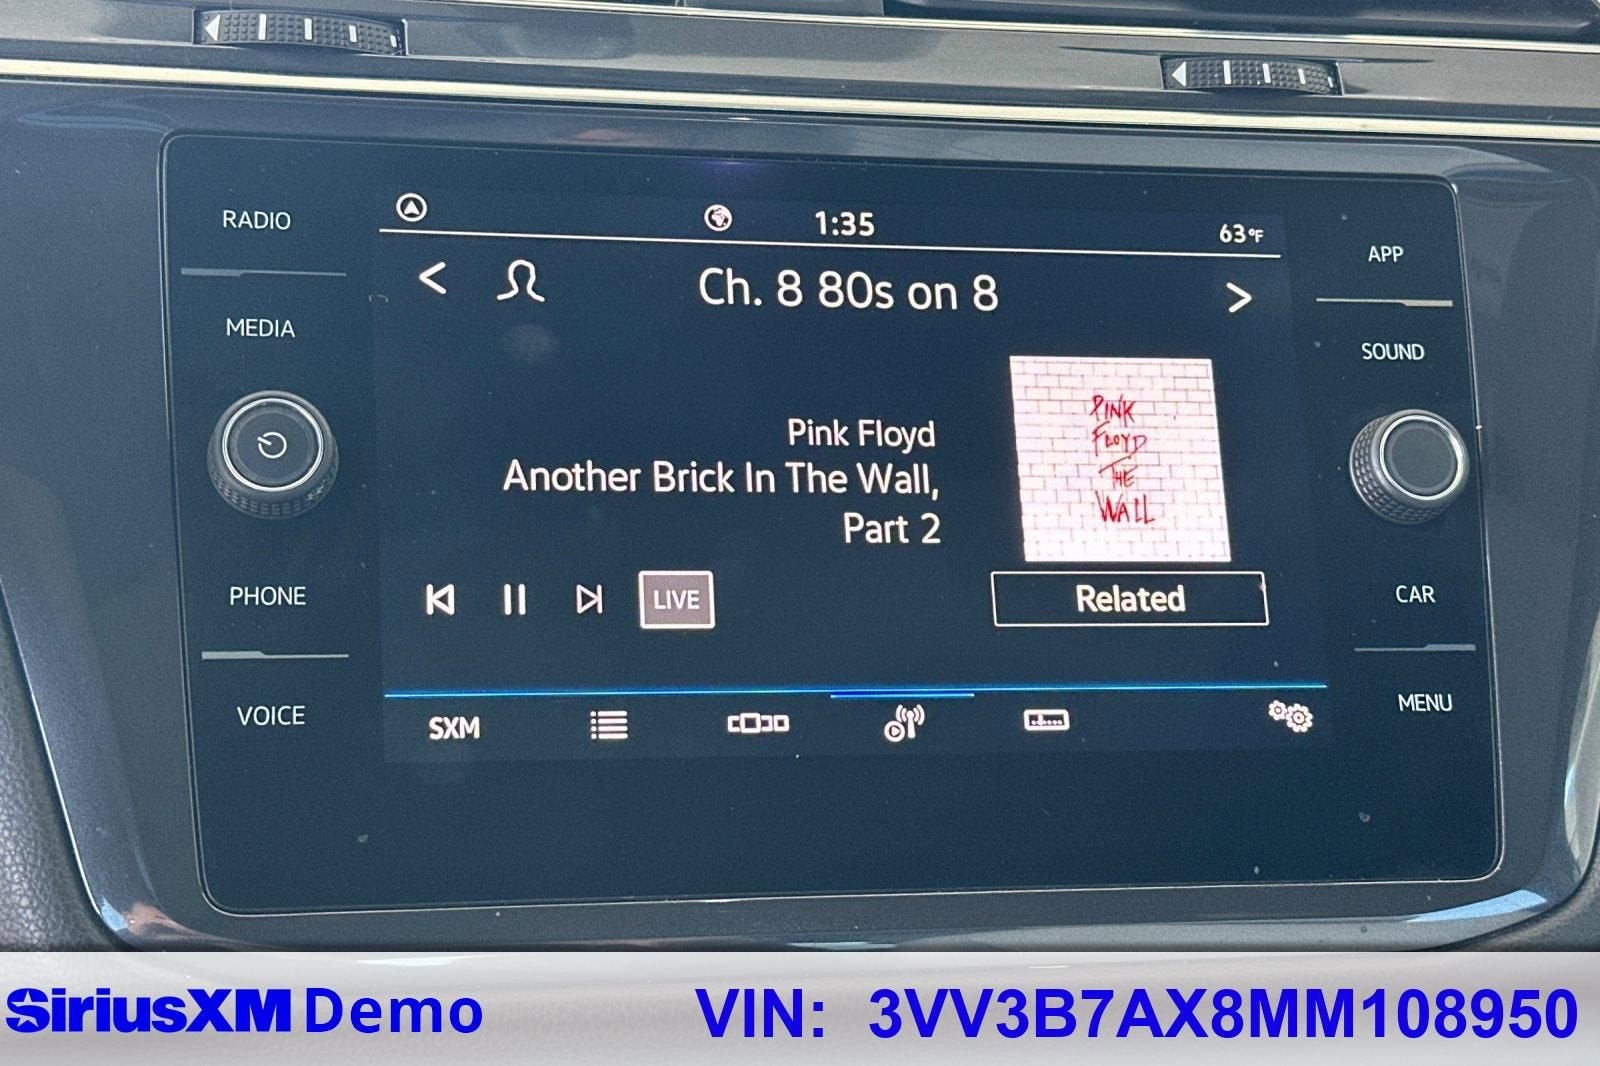 RADIO
MEDIA
PHONE
VOICE
1:35
63°F
Ch. 8 80s on 8
Pink Floyd
Another Brick In The Wall,
Part 2
PINK
FLOYD
THE
WALL
LIVE
Related
SXM
APP
SOUND
CAR
MENU
SiriusXM Demo
VIN: 3VV3B7AX8MM108950